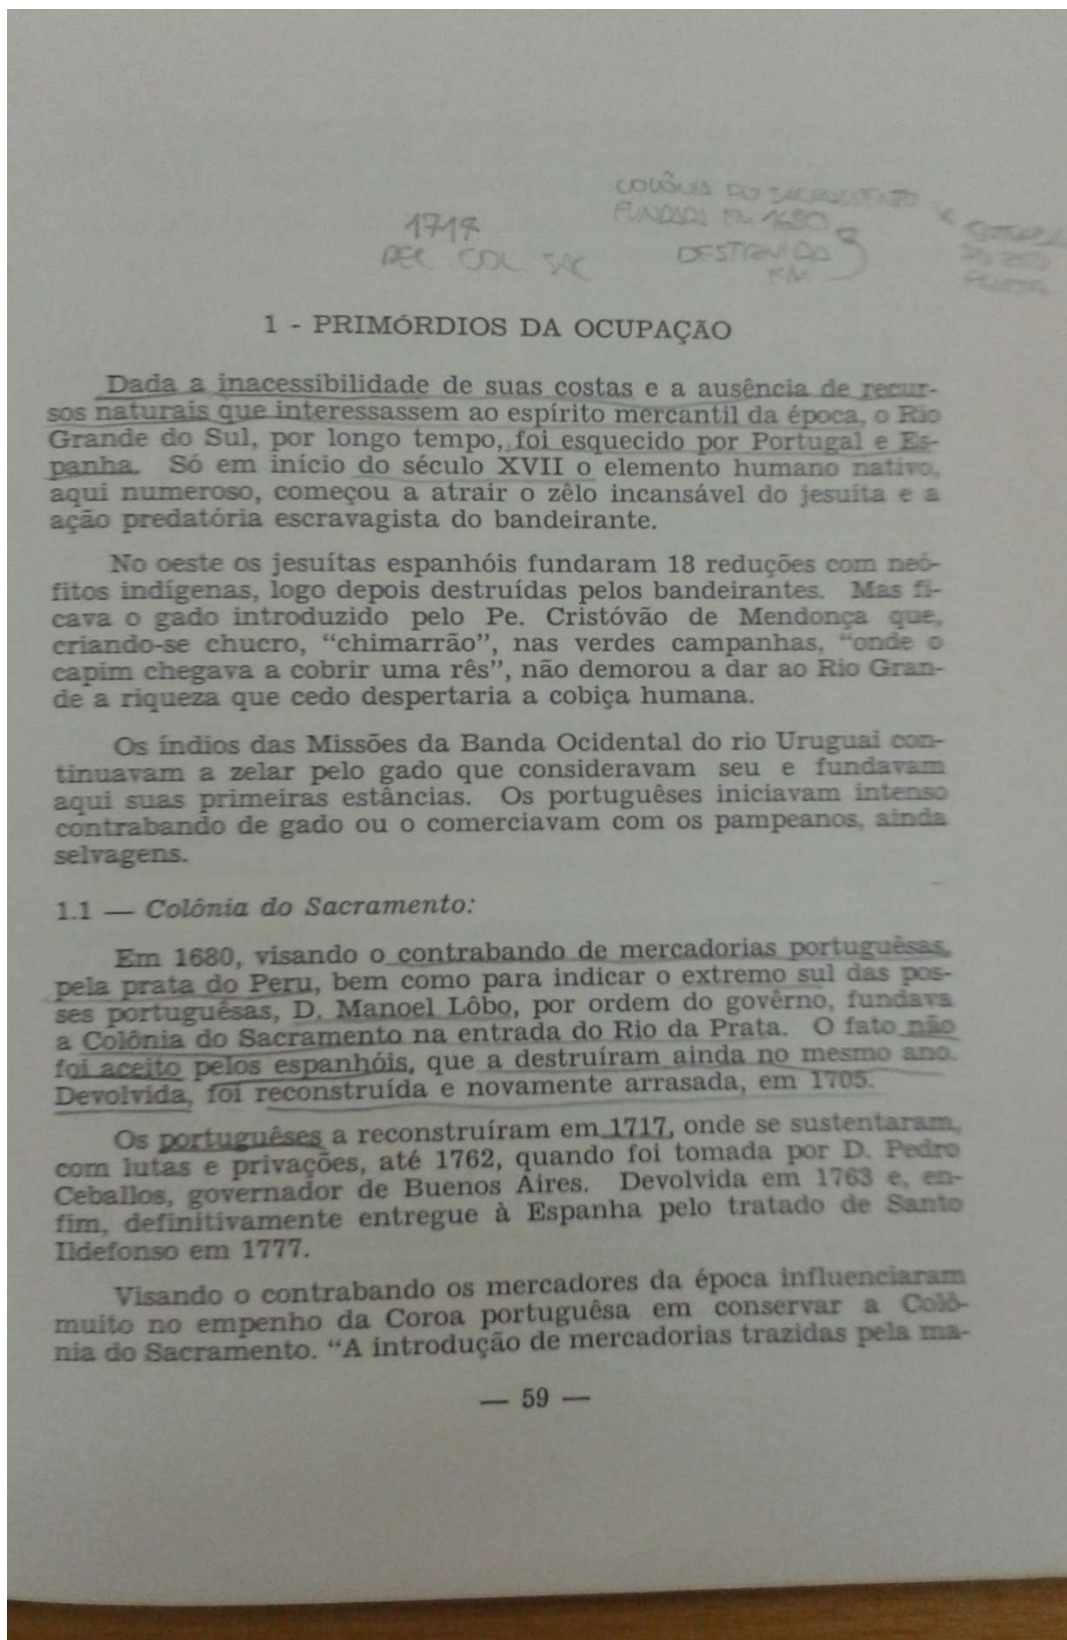 COLÔNIA DO SACRAMENTO
FUNDADA EM 1680
1717
DESTRUIDA
REC COL SAC
1 - PRIMÓRDIOS DA OCUPAÇÃO
Dada a inacessibilidade de suas costas e a ausência de recur-
sos naturais que interessassem ao espírito mercantil da época, o Rio
Grande do Sul, por longo tempo, foi esquecido por Portugal e Es-
panha. Só em início do século XVII o elemento humano nativo,
aqui numeroso, começou a atrair o zêlo incansável do jesuíta e a
ação predatória escravagista do bandeirante.
No oeste os jesuítas espanhóis fundaram 18 reduções com neó-
fitos indígenas, logo depois destruídas pelos bandeirantes. Mas fi-
cava o gado introduzido pelo Pe. Cristóvão de Mendonça que,
criando-se chucro, “chimarrão”, nas verdes campanhas, “onde o
capim chegava a cobrir uma rês”, não demorou a dar ao Rio Gran-
de a riqueza que cedo despertaria a cobiça humana.
Os índios das Missões da Banda Ocidental do rio Uruguai con-
tinuavam a zelar pelo gado que consideravam seu e fundavam
aqui suas primeiras estâncias. Os portuguêses iniciavam intenso
contrabando de gado ou o comerciavam com os pampeanos, ainda
selvagens.
1.1 — Colônia do Sacramento:
Em 1680, visando o contrabando de mercadorias portuguêsas,
pela prata do Peru, bem como para indicar o extremo sul das pos-
ses portuguêsas, D. Manoel Lôbo, por ordem do govêrno, fundava
a Colônia do Sacramento na entrada do Rio da Prata. O fato não
foi aceito pelos espanhóis, que a destruíram ainda no mesmo ano.
Devolvida, foi reconstruída e novamente arrasada, em 1705.
Os portuguêses a reconstruíram em 1717, onde se sustentaram,
com lutas e privações, até 1762, quando foi tomada por D. Pedro
Ceballos, governador de Buenos Aires. Devolvida em 1763 e, en-
fim, definitivamente entregue à Espanha pelo tratado de Santo
Ildefonso em 1777.
Visando o contrabando os mercadores da época influenciaram
muito no empenho da Coroa portuguêsa em conservar a Colô-
nia do Sacramento. “A introdução de mercadorias trazidas pela ma-
— 59 —